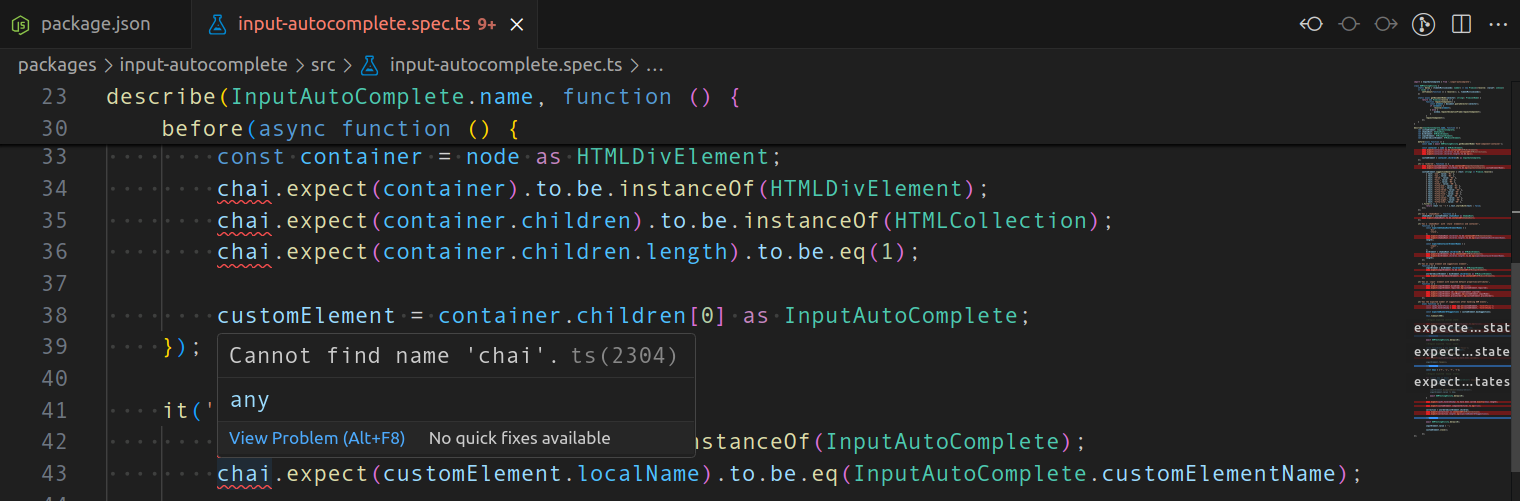 package.json
input-autocomplete.spec.ts 9+
packages > input-autocomplete > src > input-autocomplete.spec.ts > ...
23 describe(InputAutoComplete.name, function () {
30 before(async function () {
33 const container = node as HTMLDivElement;
34 chai.expect(container).to.be.instanceOf(HTMLDivElement);
35 chai.expect(container.children).to.be.instanceOf(HTMLCollection);
36 chai.expect(container.children.length).to.be.eq(1);
37
38 customElement = container.children[0] as InputAutoComplete;
39 });
Cannot find name 'chai'. ts(2304)
40
any
41 it('
View Problem (Alt+F8) No quick fixes available
42 nstanceOf(InputAutoComplete);
43 chai.expect(customElement.localName).to.be.eq(InputAutoComplete.customElementName);
expecte...stat
expect...state
expect...tates